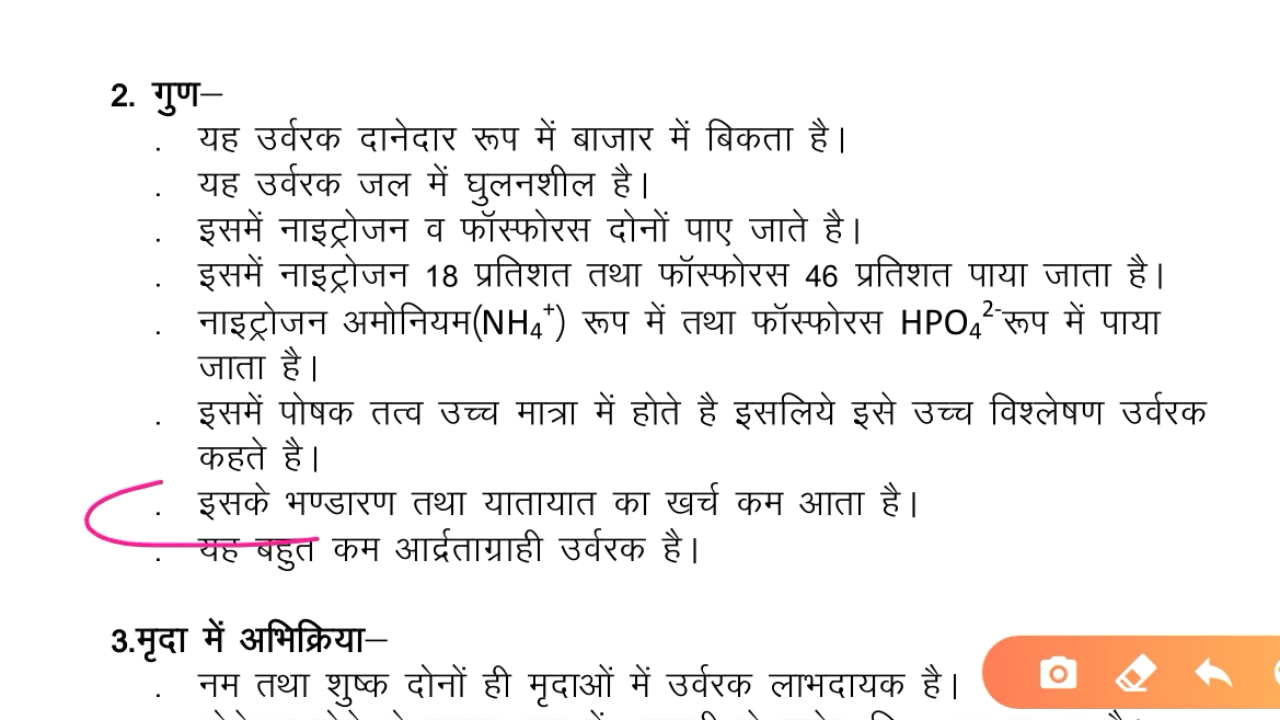 2. गुण–
. यह उर्वरक दानेदार रूप में बाजार में बिकता है।
. यह उर्वरक जल में घुलनशील है।
. इसमें नाइट्रोजन व फॉस्फोरस दोनों पाए जाते है।
. इसमें नाइट्रोजन 18 प्रतिशत तथा फॉस्फोरस 46 प्रतिशत पाया जाता है।
. नाइट्रोजन अमोनियम(NH₄⁺) रूप में तथा फॉस्फोरस HPO₄²⁻रूप में पाया
जाता है।
. इसमें पोषक तत्व उच्च मात्रा में होते है इसलिये इसे उच्च विश्लेषण उर्वरक
कहते है।
. इसके भण्डारण तथा यातायात का खर्च कम आता है।
. यह बहुत कम आर्द्रताग्राही उर्वरक है।
3.मृदा में अभिक्रिया–
. नम तथा शुष्क दोनों ही मृदाओं में उर्वरक लाभदायक है।